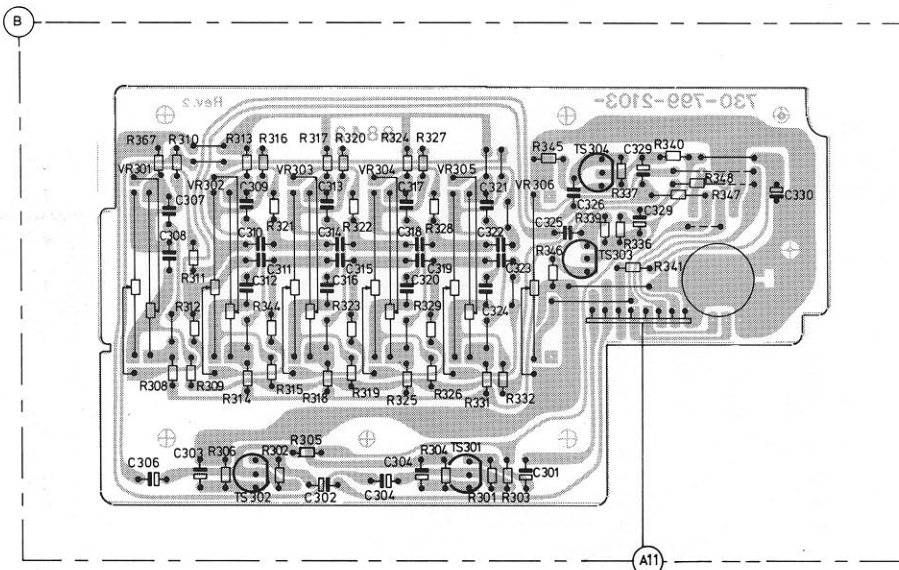 B
Rev.2
730-799-2103-
R367 R310 R313 R316 R317 R320 R324 R327
R345 TS304 C329 R340
VR301 VR302 C309 VR303 C313 VR304 C317 VR305 C321 VR306
R337 R348
C307 C326 R347 C330
R321 R322 R328 C325 R339 C329
C308 C310 C314 C318 C322 R336
R311 C311 C315 C319 C323 R346 TS303 R341
C312 C316 C320
R312 R344 R323 R329 C324
R308 R309 R314 R315 R318 R319 R325 R326 R331 R332
C303 R306 R302 R305 C304 R304 TS301
C306 C301
TS302 C302 C304 R301 R303
A11